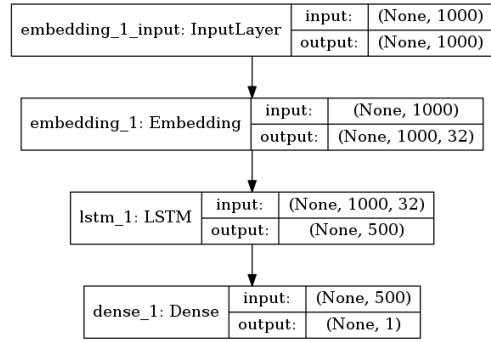 embedding_1_input: InputLayer input: (None, 1000)
output: (None, 1000)
embedding_1: Embedding input: (None, 1000)
output: (None, 1000, 32)
lstm_1: LSTM input: (None, 1000, 32)
output: (None, 500)
dense_1: Dense input: (None, 500)
output: (None, 1)